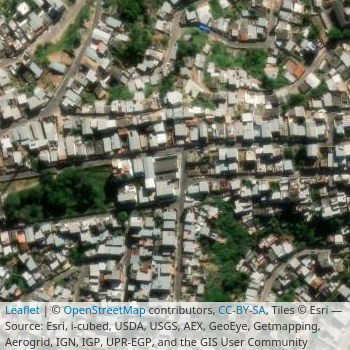 Leaflet | © OpenStreetMap contributors, CC-BY-SA, Tiles © Esri —
Source: Esri, i-cubed, USDA, USGS, AEX, GeoEye, Getmapping,
Aerogrid, IGN, IGP, UPR-EGP, and the GIS User Community